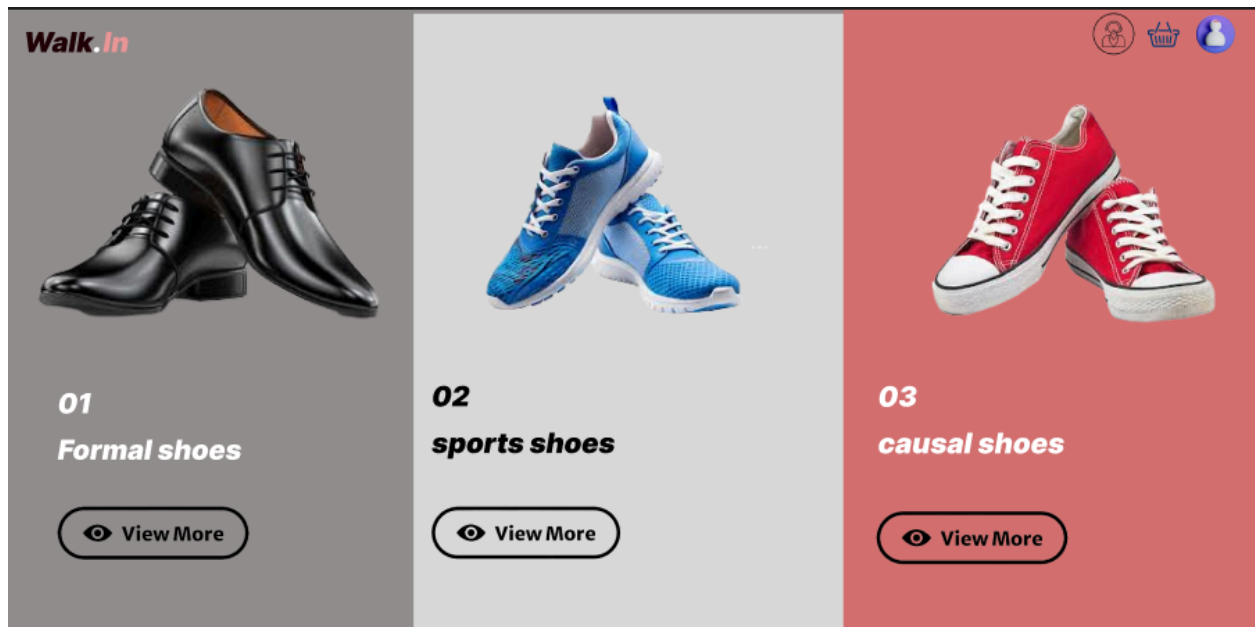 Walk.In
01
Formal shoes
View More
02
sports shoes
View More
03
causal shoes
View More